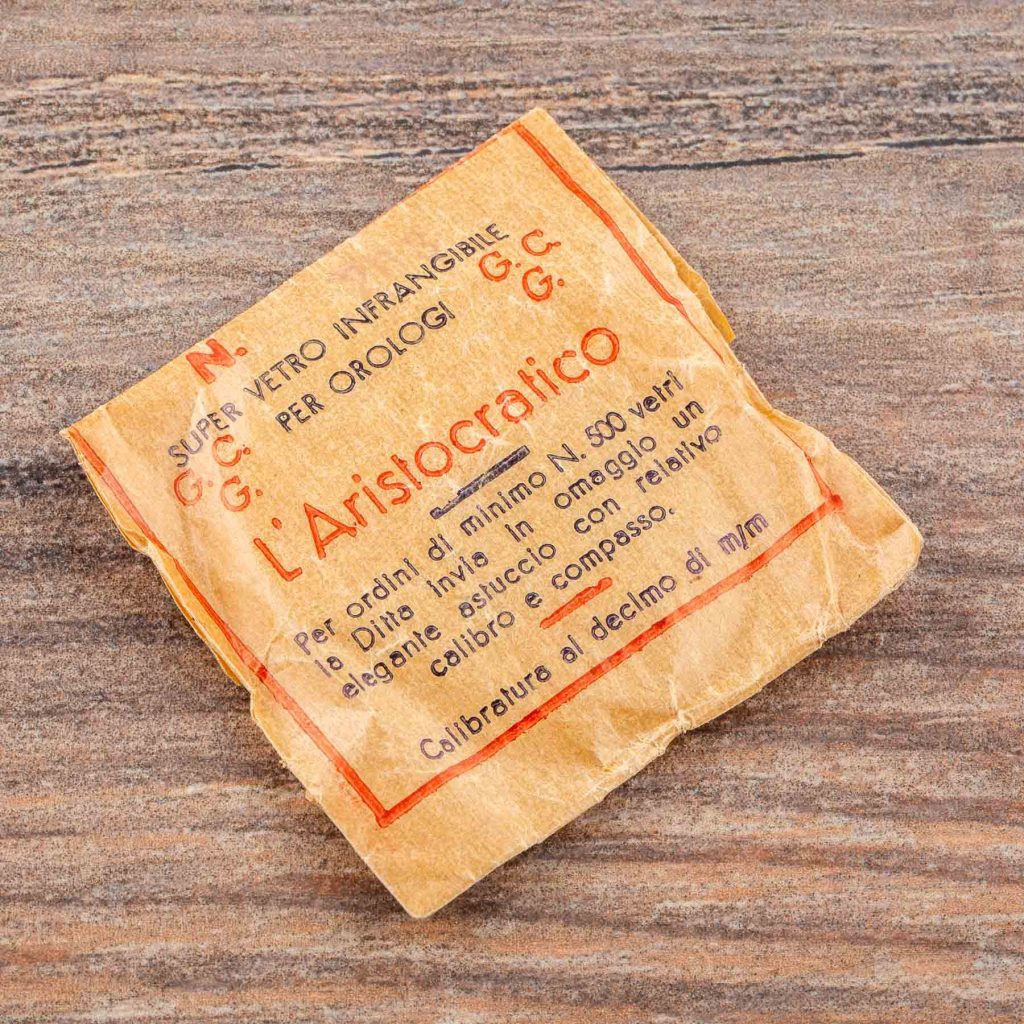 N.
SUPER VETRO INFRANGIBILE
PER OROLOGI
G. C.
G.
G. C.
G.
L'Aristocratico
Per ordini di minimo N. 500 vetri
la Ditta invia in omaggio un
elegante astuccio con relativo
calibro e compasso.
Calibratura al decimo di m/m